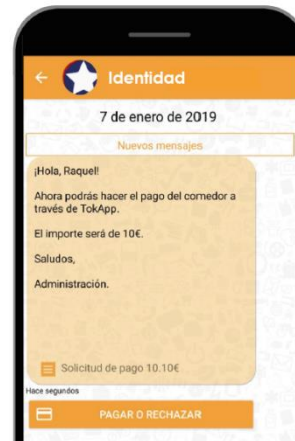 Identidad
7 de enero de 2019
Nuevos mensajes
¡Hola, Raquel!
Ahora podrás hacer el pago del comedor a
través de TokApp.
El importe será de 10€.
Saludos,
Administración.
Solicitud de pago 10.10€
Hace segundos
PAGAR O RECHAZAR